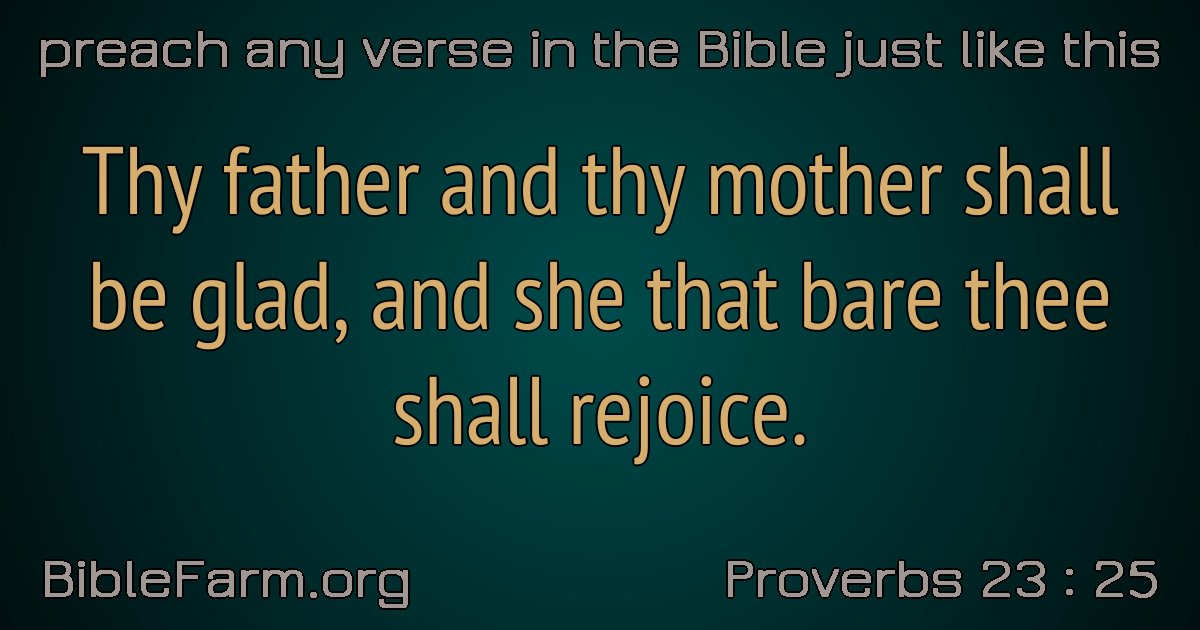 preach any verse in the Bible just like this
Thy father and thy mother shall
be glad, and she that bare thee
shall rejoice.
BibleFarm.org
Proverbs 23 : 25